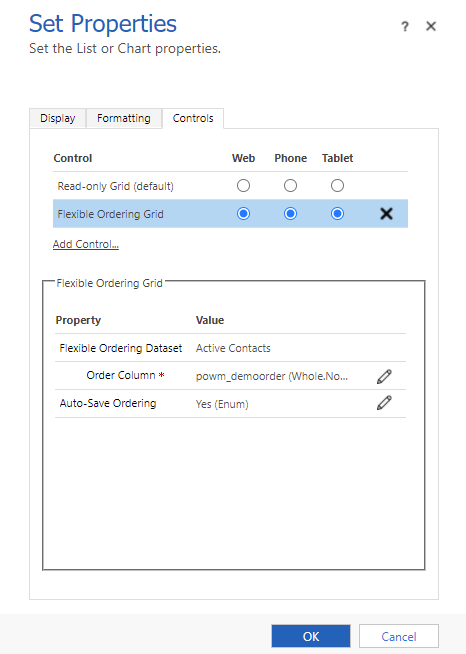 Set Properties
?
Set the List or Chart properties.
Display Formatting Controls
Control Web Phone Tablet
Read-only Grid (default)
Flexible Ordering Grid
Add Control...
Flexible Ordering Grid
Property Value
Flexible Ordering Dataset Active Contacts
Order Column * powm_demoorder (Whole.No...
Auto-Save Ordering Yes (Enum)
OK Cancel